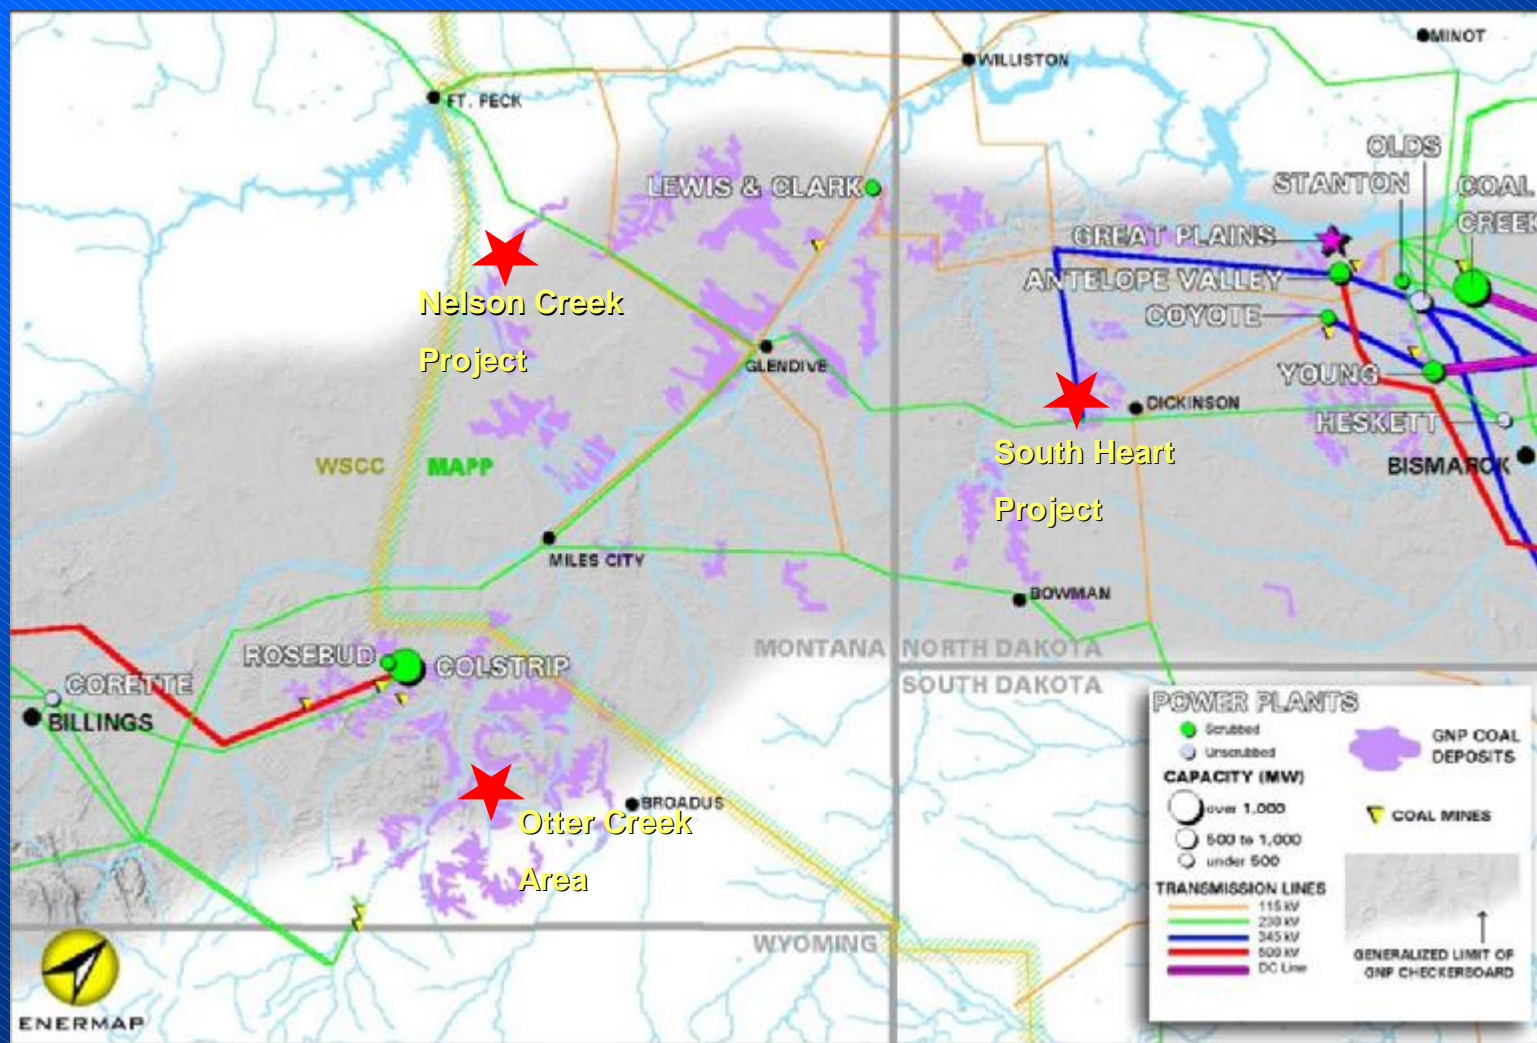 MINOT
WILLISTON
FT. PECK
OLDS
STANTON
COAL
CREEK
LEWIS & CLARK
GREAT PLAINS
ANTELOPE VALLEY
COYOTE
Nelson Creek
Project
GLENDIVE
YOUNG
DICKINSON
HESKETT
BISMARCK
South Heart
Project
WSCC
MAPP
MILES CITY
BOWMAN
MONTANA
NORTH DAKOTA
SOUTH DAKOTA
ROSEBUD
COLSTRIP
CORETTE
BILLINGS
BROADUS
Otter Creek
Area
WYOMING
ENERMAP
POWER PLANTS
Scrubbed
Unscrubbed
CAPACITY (MW)
over 1,000
500 to 1,000
under 500
TRANSMISSION LINES
115 kV
230 kV
345 kV
500 kV
DC Line
GNP COAL
DEPOSITS
COAL MINES
GENERALIZED LIMIT OF
GNP CHECKERBOARD